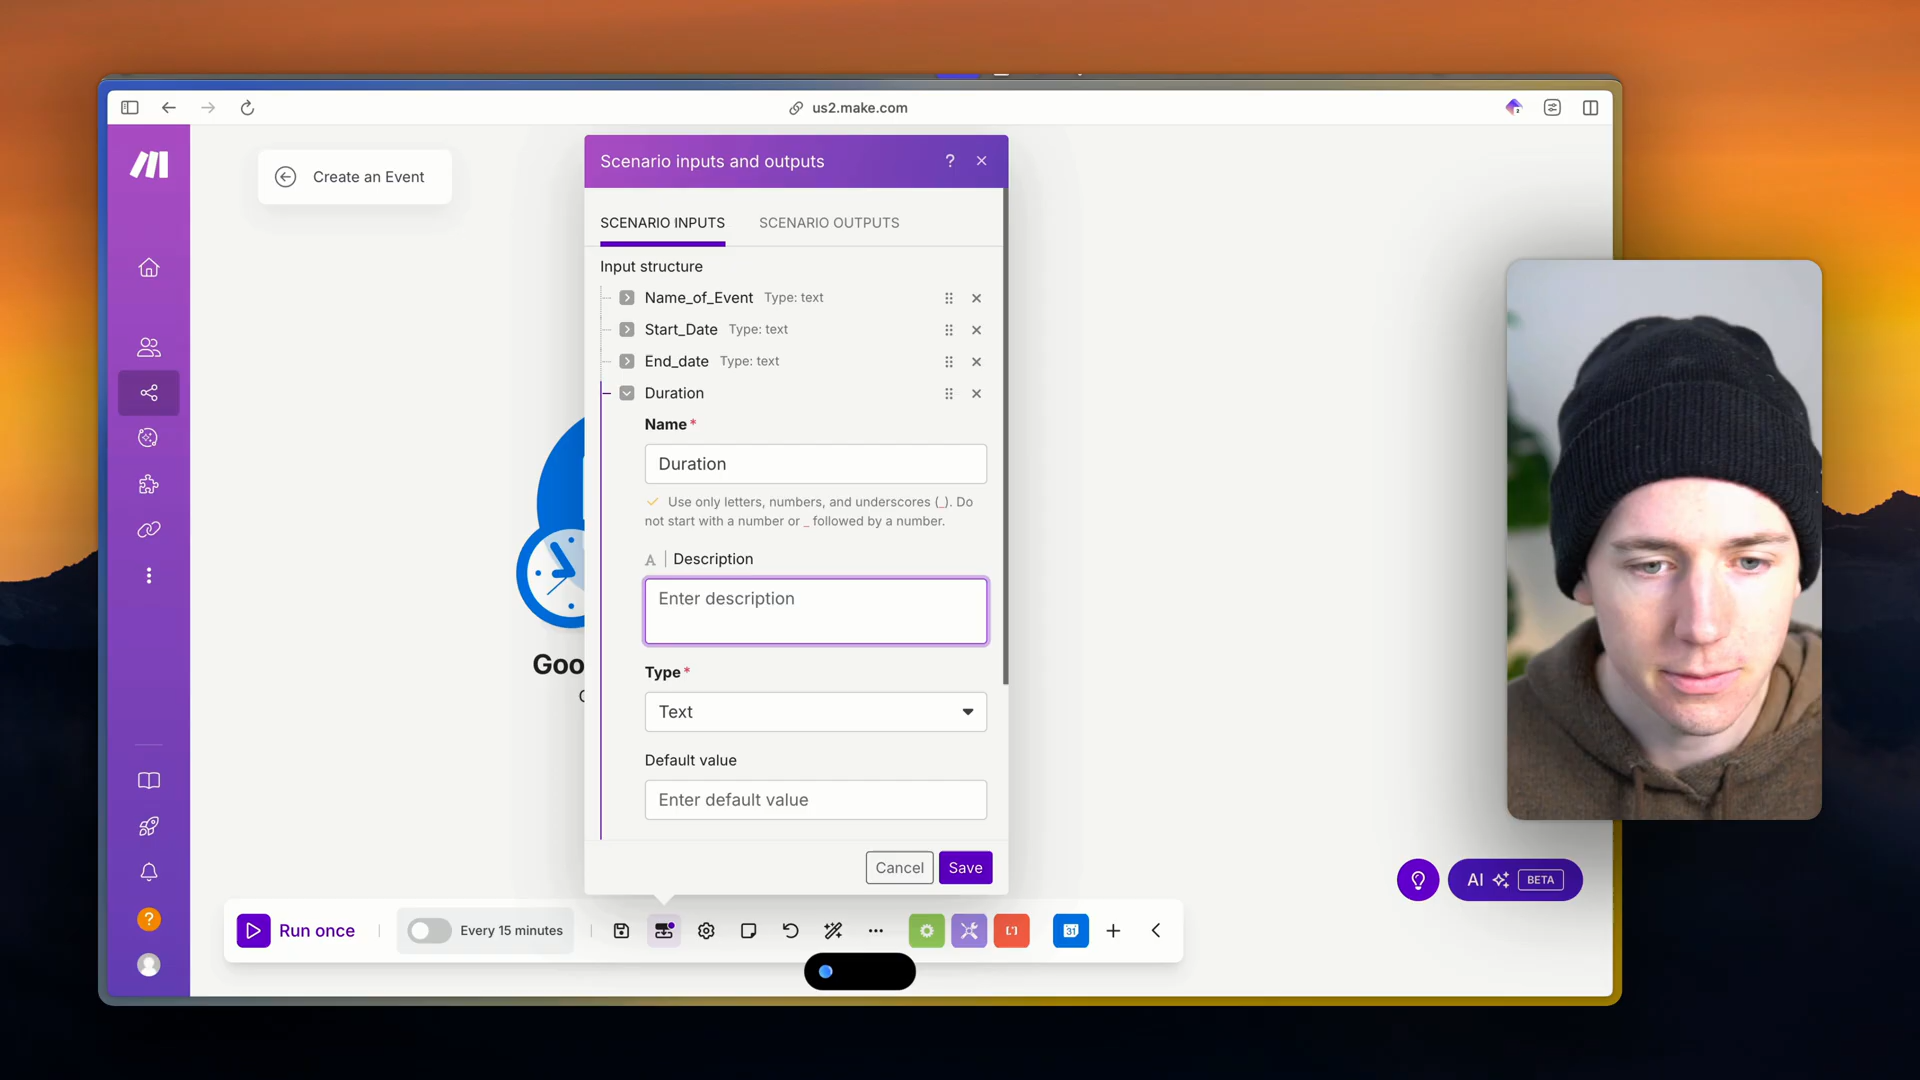 us2.make.com
Create an Event
Scenario inputs and outputs ?
SCENARIO INPUTS SCENARIO OUTPUTS
Input structure
Name_of_Event Type: text
Start_Date Type: text
End_date Type: text
Duration
Name*
Duration
Use only letters, numbers, and underscores (_). Do
not start with a number or _ followed by a number.
A Description
Enter description
Type*
Text
Default value
Enter default value
Cancel Save
Goo
AI BETA
?
Run once Every 15 minutes 31